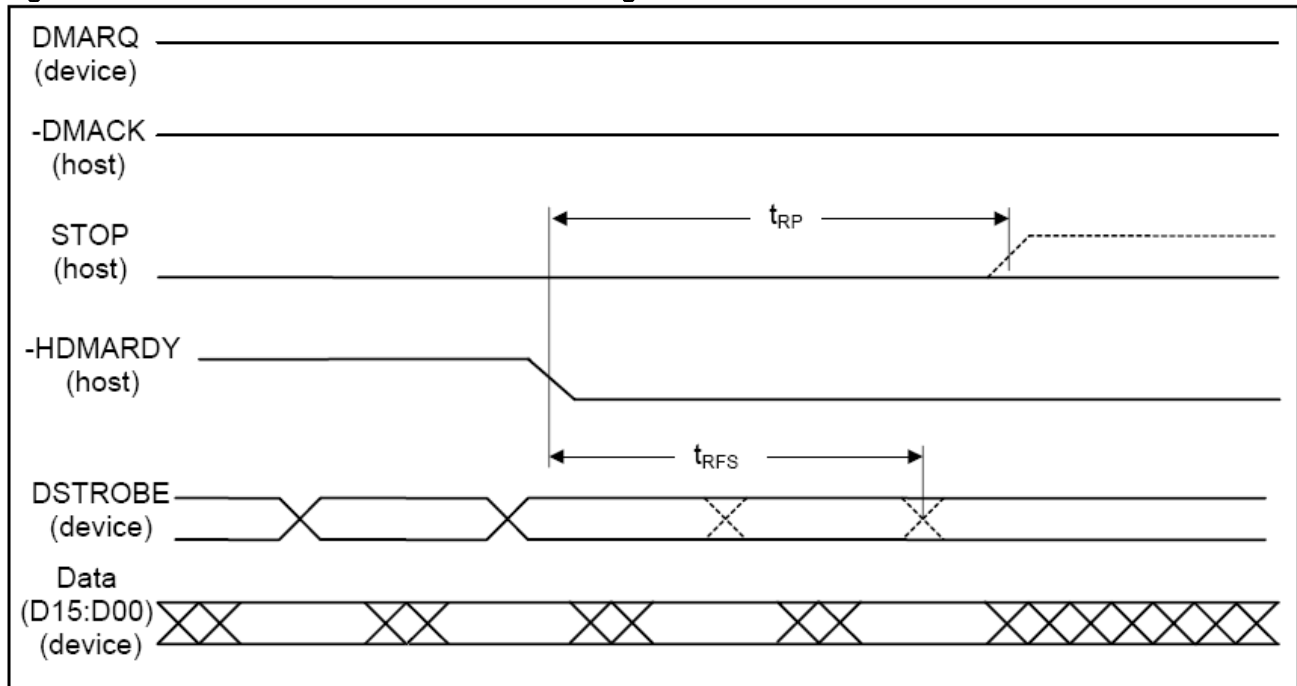 DMARQ
(device)
-DMACK
(host)
tRP
STOP
(host)
-HDMARDY
(host)
tRFS
DSTROBE
(device)
Data
(D15:D00)
(device)